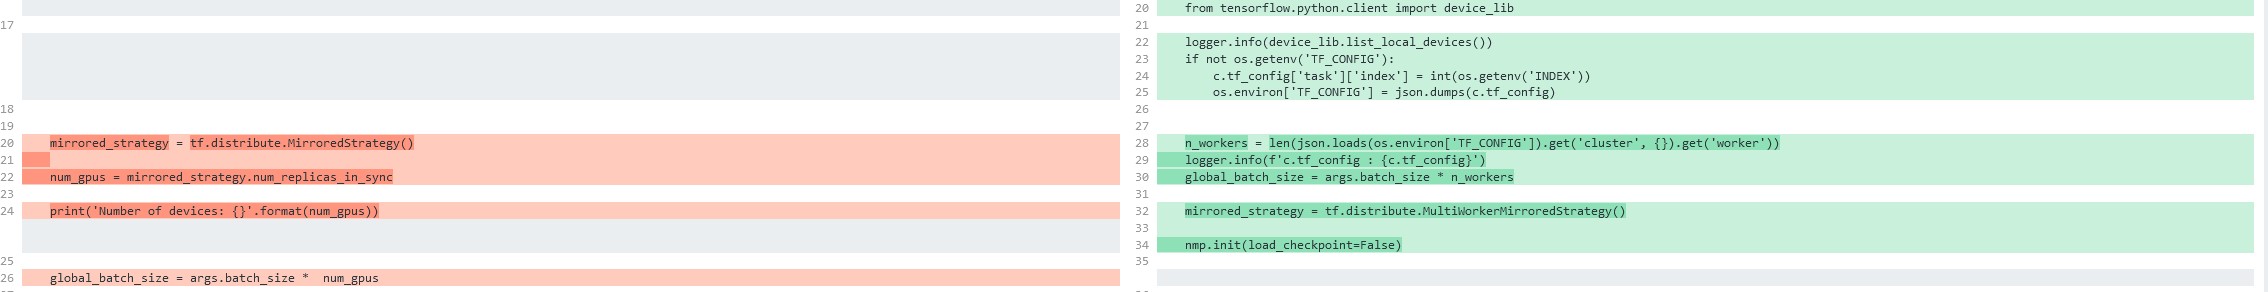 17
18
19
20 mirrored_strategy = tf.distribute.MirroredStrategy()
21
22 num_gpus = mirrored_strategy.num_replicas_in_sync
23
24 print('Number of devices: {}'.format(num_gpus))
25
26 global_batch_size = args.batch_size *  num_gpus
20 from tensorflow.python.client import device_lib
21
22 logger.info(device_lib.list_local_devices())
23 if not os.getenv('TF_CONFIG'):
24     c.tf_config['task']['index'] = int(os.getenv('INDEX'))
25     os.environ['TF_CONFIG'] = json.dumps(c.tf_config)
26
27
28 n_workers = len(json.loads(os.environ['TF_CONFIG']).get('cluster', {}).get('worker'))
29 logger.info(f'c.tf_config : {c.tf_config}')
30 global_batch_size = args.batch_size * n_workers
31
32 mirrored_strategy = tf.distribute.MultiWorkerMirroredStrategy()
33
34 nmp.init(load_checkpoint=False)
35